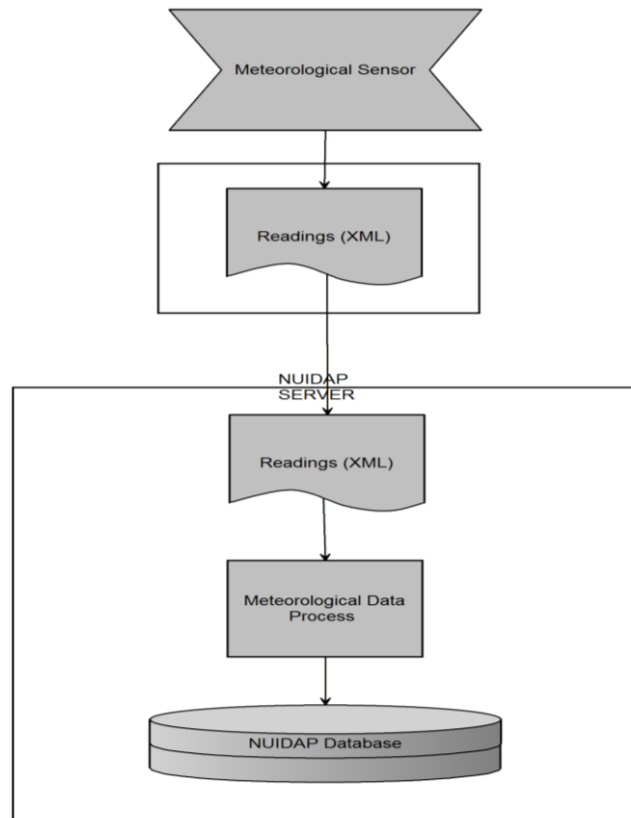 Meteorological Sensor
Readings (XML)
NUIDAP
SERVER
Readings (XML)
Meteorological Data
Process
NUIDAP Database